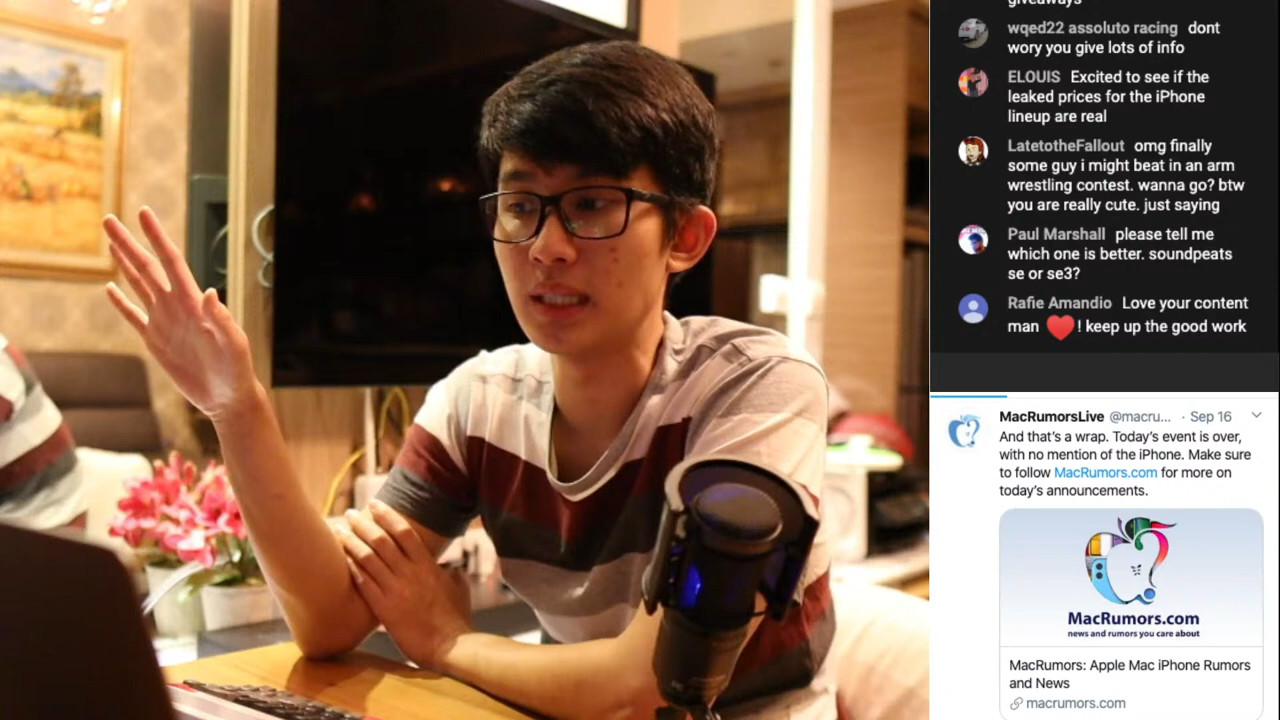 giveaways
wqed22 assoluto racing dont
wory you give lots of info
ELOUIS Excited to see if the
leaked prices for the iPhone
lineup are real
LatetotheFallout omg finally
some guy i might beat in an arm
wrestling contest. wanna go? btw
you are really cute. just saying
Paul Marshall please tell me
which one is better. soundpeats
se or se3?
Rafie Amandio Love your content
man ❤️! keep up the good work
MacRumorsLive @macru... · Sep 16
And that's a wrap. Today's event is over,
with no mention of the iPhone. Make sure
to follow MacRumors.com for more on
today's announcements.
MacRumors.com
news and rumors you care about
MacRumors: Apple Mac iPhone Rumors
and News
macrumors.com